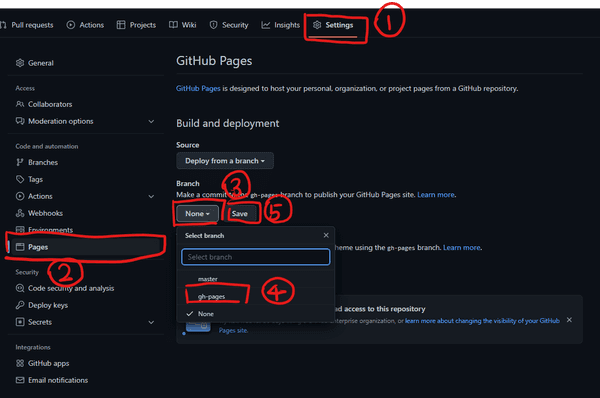 Pull requests Actions Projects Wiki Security Insights Settings
1
General
Access
Collaborators
Moderation options
Code and automation
Branches
Tags
Actions
Webhooks
Environments
Pages
2
Security
Code security and analysis
Deploy keys
Secrets
Integrations
GitHub apps
Email notifications
GitHub Pages
GitHub Pages is designed to host your personal, organization, or project pages from a GitHub repository.
Build and deployment
Source
Deploy from a branch
Branch
3
Make a commit to gh-pages branch to publish your GitHub Pages site. Learn more.
None Save
5
Select branch
heme using the gh-pages branch. Learn more.
Select branch
master
gh-pages
4
None
d access to this repository
enterprise organization, or learn more about changing the visibility of your GitHub
Pages site.